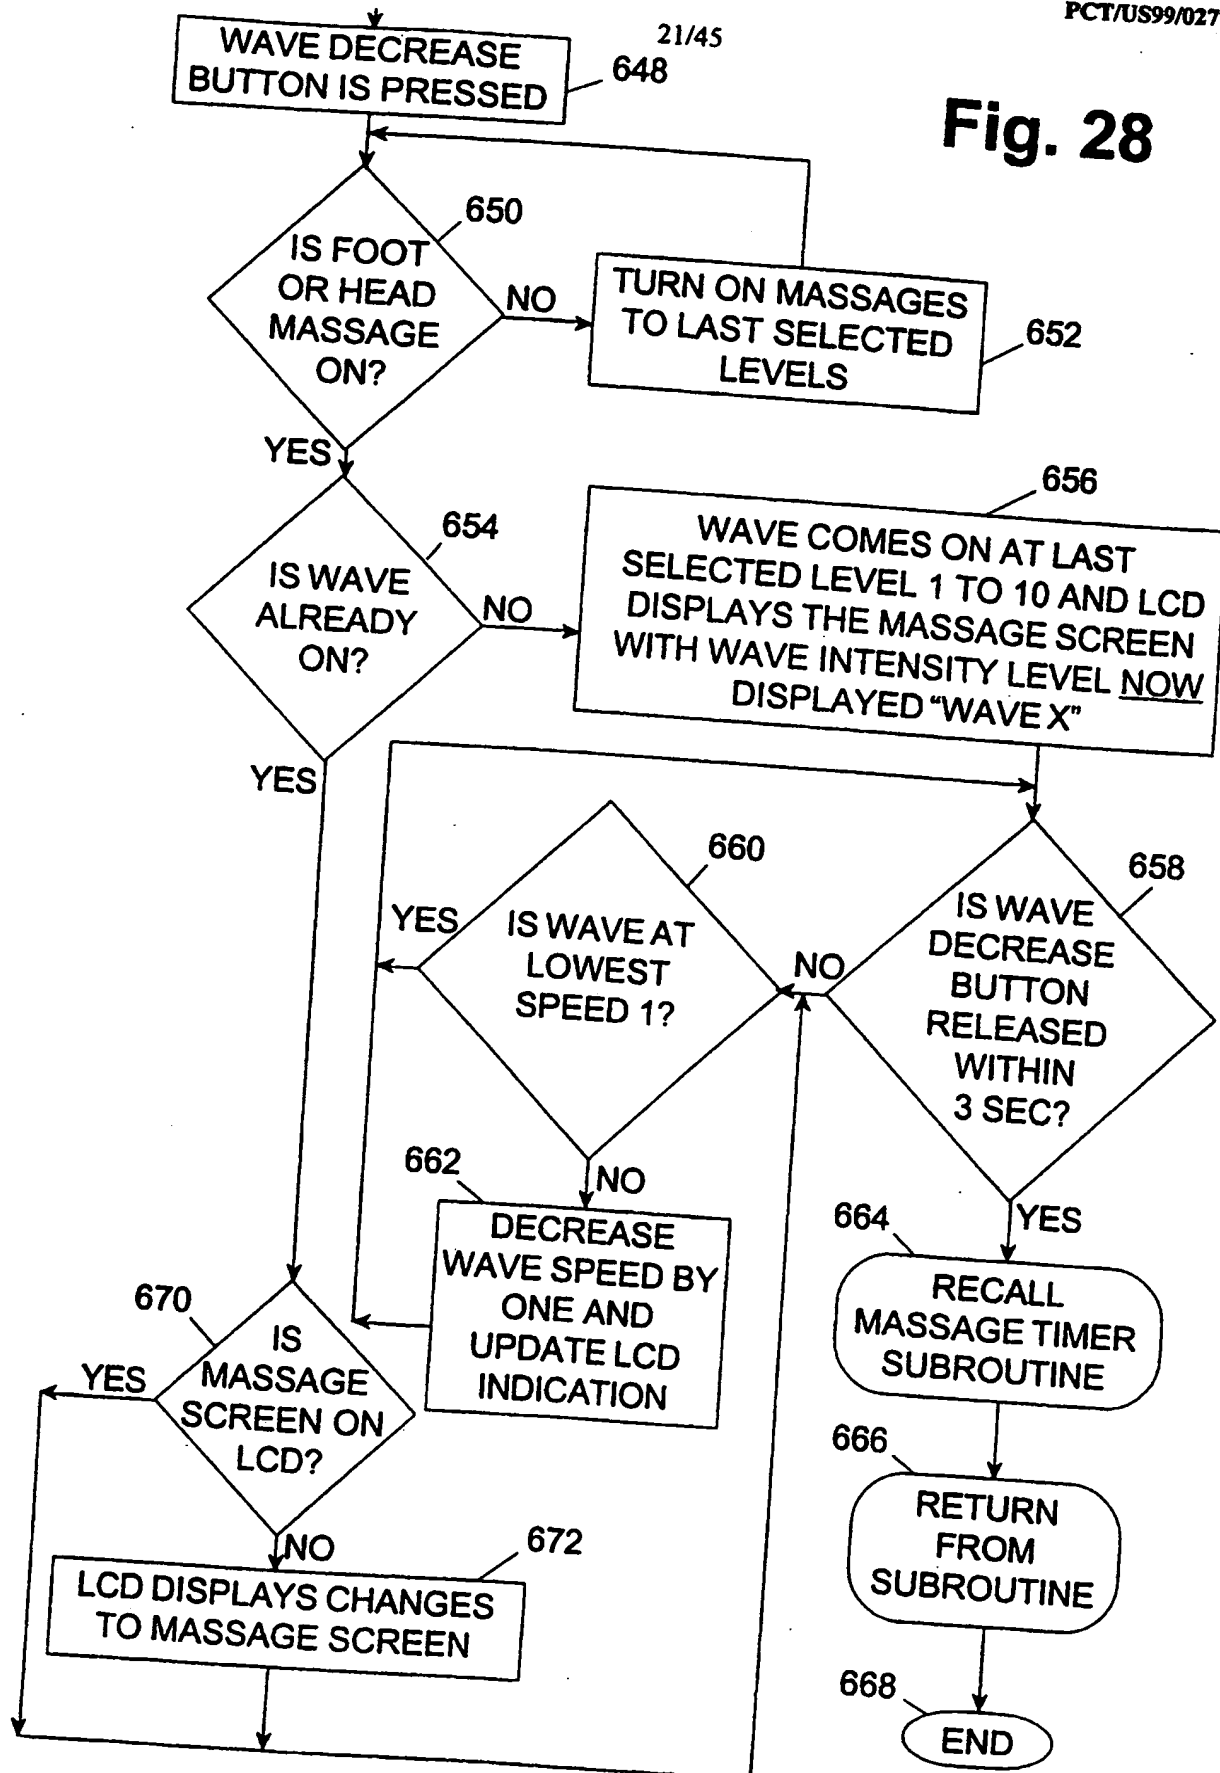 PCT/US99/027
21/45
Fig. 28
WAVE DECREASE
BUTTON IS PRESSED
648
650
IS FOOT
OR HEAD
MASSAGE
ON?
NO
TURN ON MASSAGES
TO LAST SELECTED
LEVELS
652
YES
654
IS WAVE
ALREADY
ON?
NO
656
WAVE COMES ON AT LAST
SELECTED LEVEL 1 TO 10 AND LCD
DISPLAYS THE MASSAGE SCREEN
WITH WAVE INTENSITY LEVEL NOW
DISPLAYED “WAVE X”
YES
660
YES
IS WAVE AT
LOWEST
SPEED 1?
NO
658
IS WAVE
DECREASE
BUTTON
RELEASED
WITHIN
3 SEC?
NO
662
DECREASE
WAVE SPEED BY
ONE AND
UPDATE LCD
INDICATION
YES
664
RECALL
MASSAGE TIMER
SUBROUTINE
670
IS
MASSAGE
SCREEN ON
LCD?
YES
666
RETURN
FROM
SUBROUTINE
NO
672
LCD DISPLAYS CHANGES
TO MASSAGE SCREEN
668
END